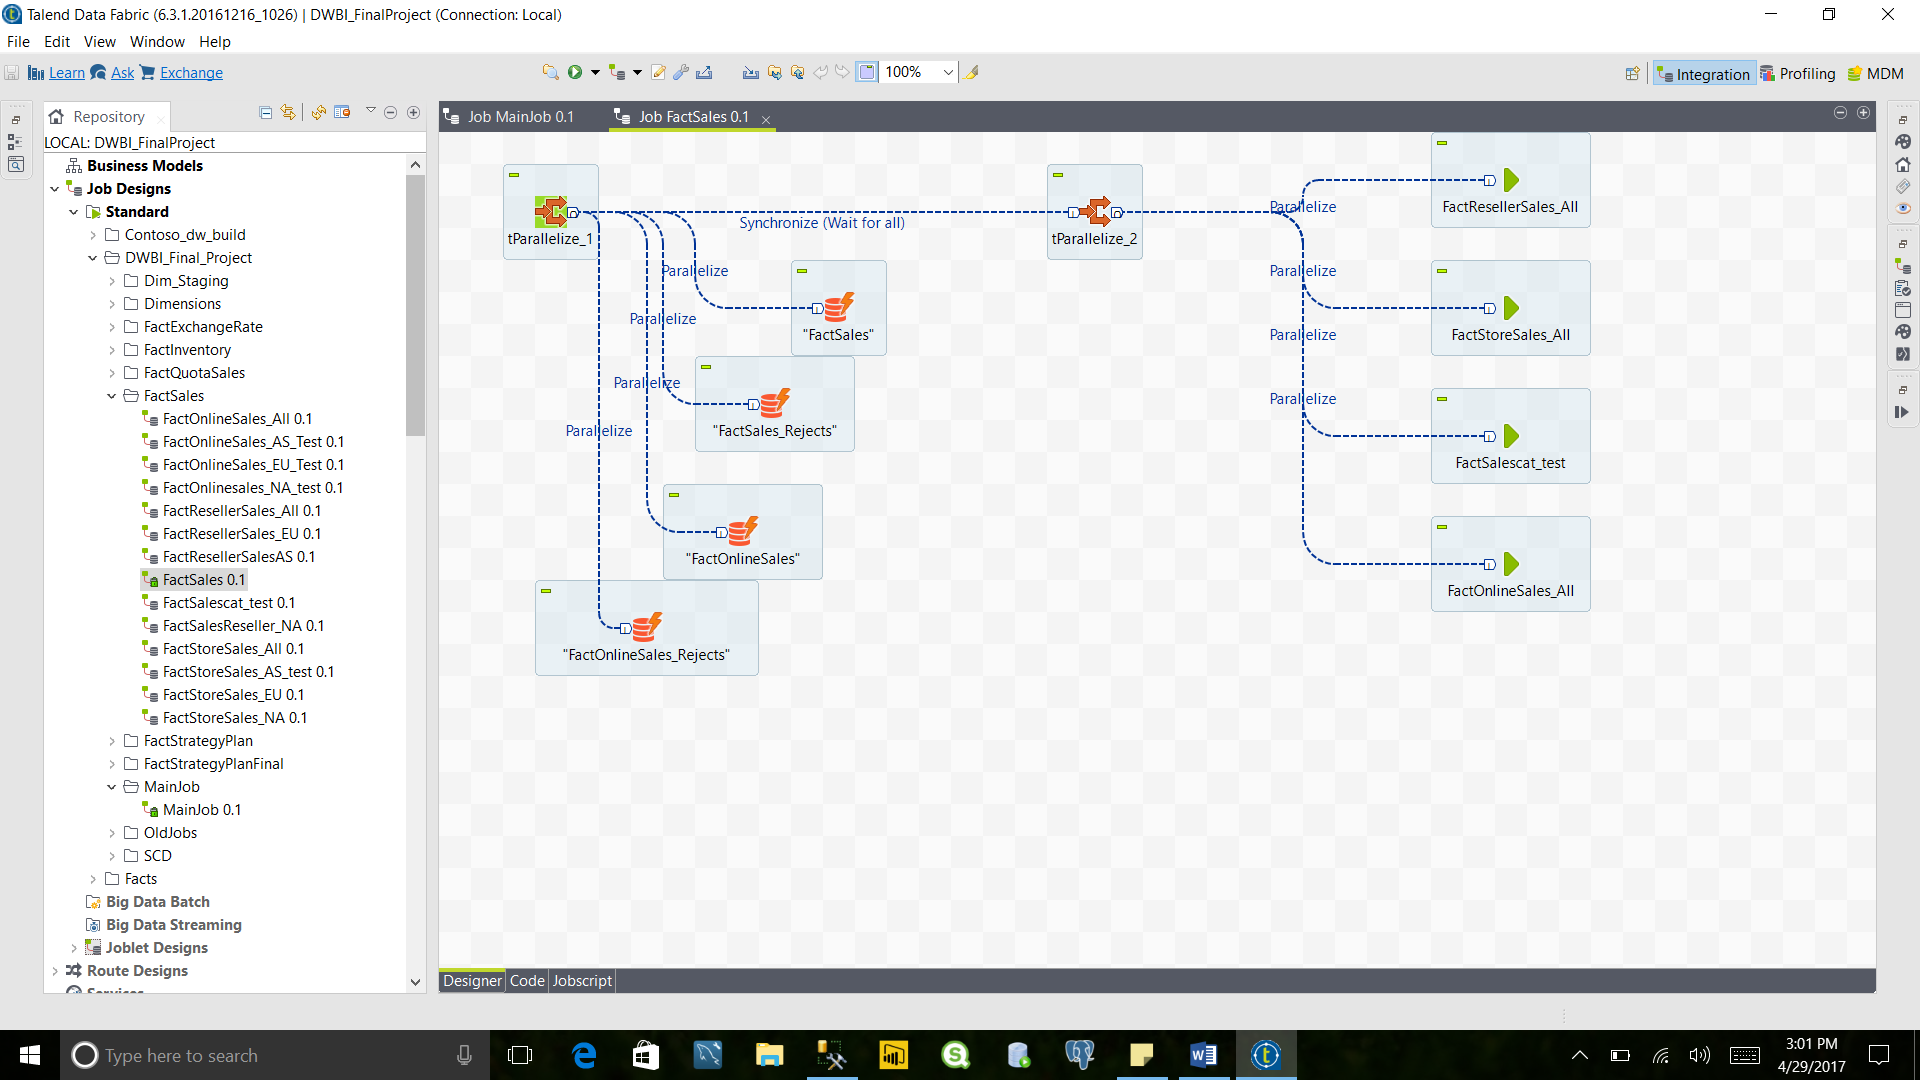 Talend Data Fabric (6.3.1.20161216_1026) | DWBI_FinalProject (Connection: Local)
File Edit View Window Help
Learn Ask Exchange
100%
Integration Profiling MDM
Repository
LOCAL: DWBI_FinalProject
Business Models
Job Designs
Standard
Contoso_dw_build
DWBI_Final_Project
Dim_Staging
Dimensions
FactExchangeRate
FactInventory
FactQuotaSales
FactSales
FactOnlineSales_All 0.1
FactOnlineSales_AS_Test 0.1
FactOnlineSales_EU_Test 0.1
FactOnlinesales_NA_test 0.1
FactResellerSales_All 0.1
FactResellerSales_EU 0.1
FactResellerSalesAS 0.1
FactSales 0.1
FactSalescat_test 0.1
FactSalesReseller_NA 0.1
FactStoreSales_All 0.1
FactStoreSales_AS_test 0.1
FactStoreSales_EU 0.1
FactStoreSales_NA 0.1
FactStrategyPlan
FactStrategyPlanFinal
MainJob
MainJob 0.1
OldJobs
SCD
Facts
Big Data Batch
Big Data Streaming
Joblet Designs
Route Designs
Services
Job MainJob 0.1
Job FactSales 0.1
tParallelize_1
Synchronize (Wait for all)
tParallelize_2
Parallelize
FactResellerSales_All
Parallelize
"FactSales"
Parallelize
FactStoreSales_All
Parallelize
"FactSales_Rejects"
Parallelize
FactSalescat_test
Parallelize
"FactOnlineSales"
Parallelize
FactOnlineSales_All
Parallelize
"FactOnlineSales_Rejects"
Designer Code Jobscript
Type here to search
3:01 PM
4/29/2017